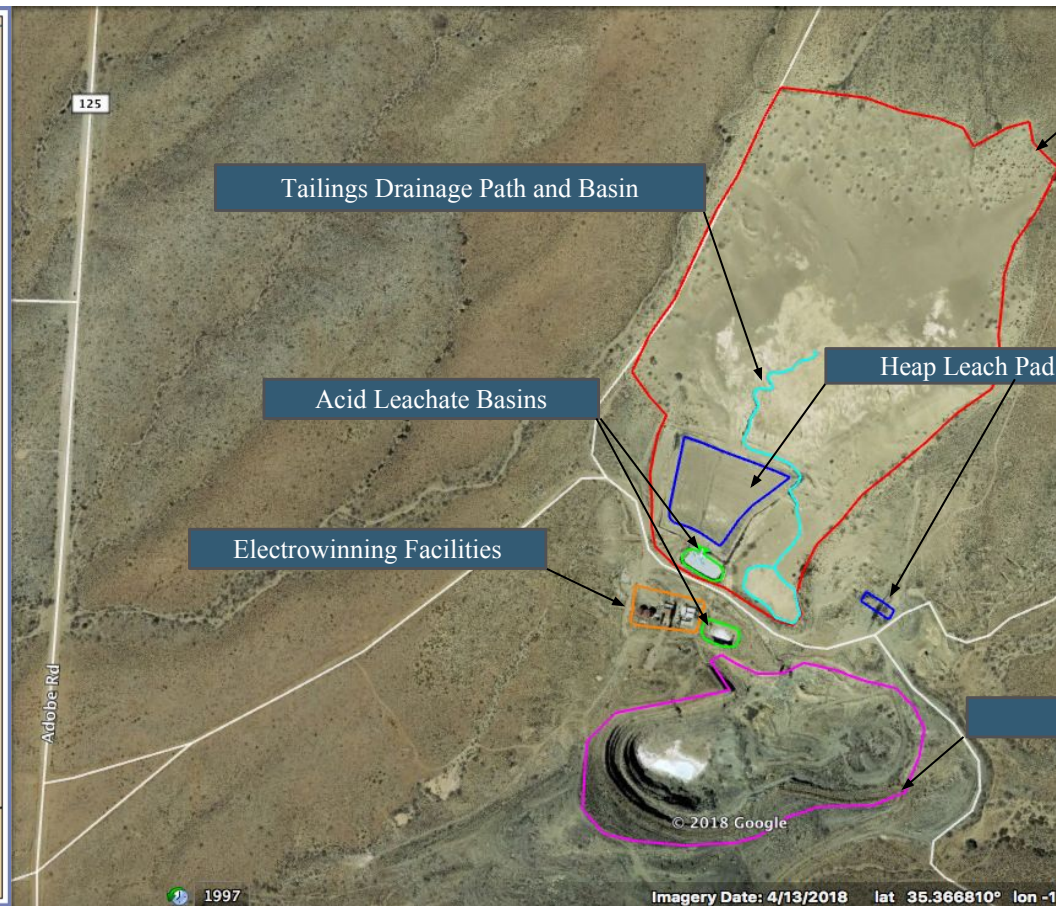 125
Tailings Drainage Path and Basin
Heap Leach Pad
Acid Leachate Basins
Electrowinning Facilities
Adobe Rd
© 2018 Google
1997
Imagery Date: 4/13/2018 lat 35.366810° lon -1